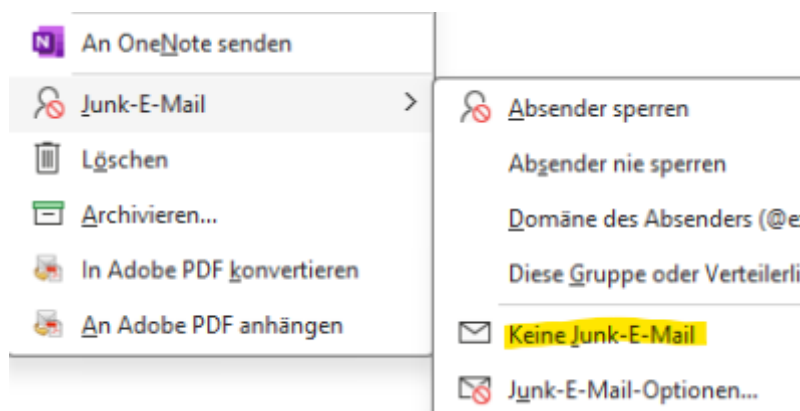 An OneNote senden
Junk-E-Mail
Löschen
Archivieren...
In Adobe PDF konvertieren
An Adobe PDF anhängen
Absender sperren
Absender nie sperren
Domäne des Absenders (@e
Diese Gruppe oder Verteilerli
Keine Junk-E-Mail
Junk-E-Mail-Optionen...